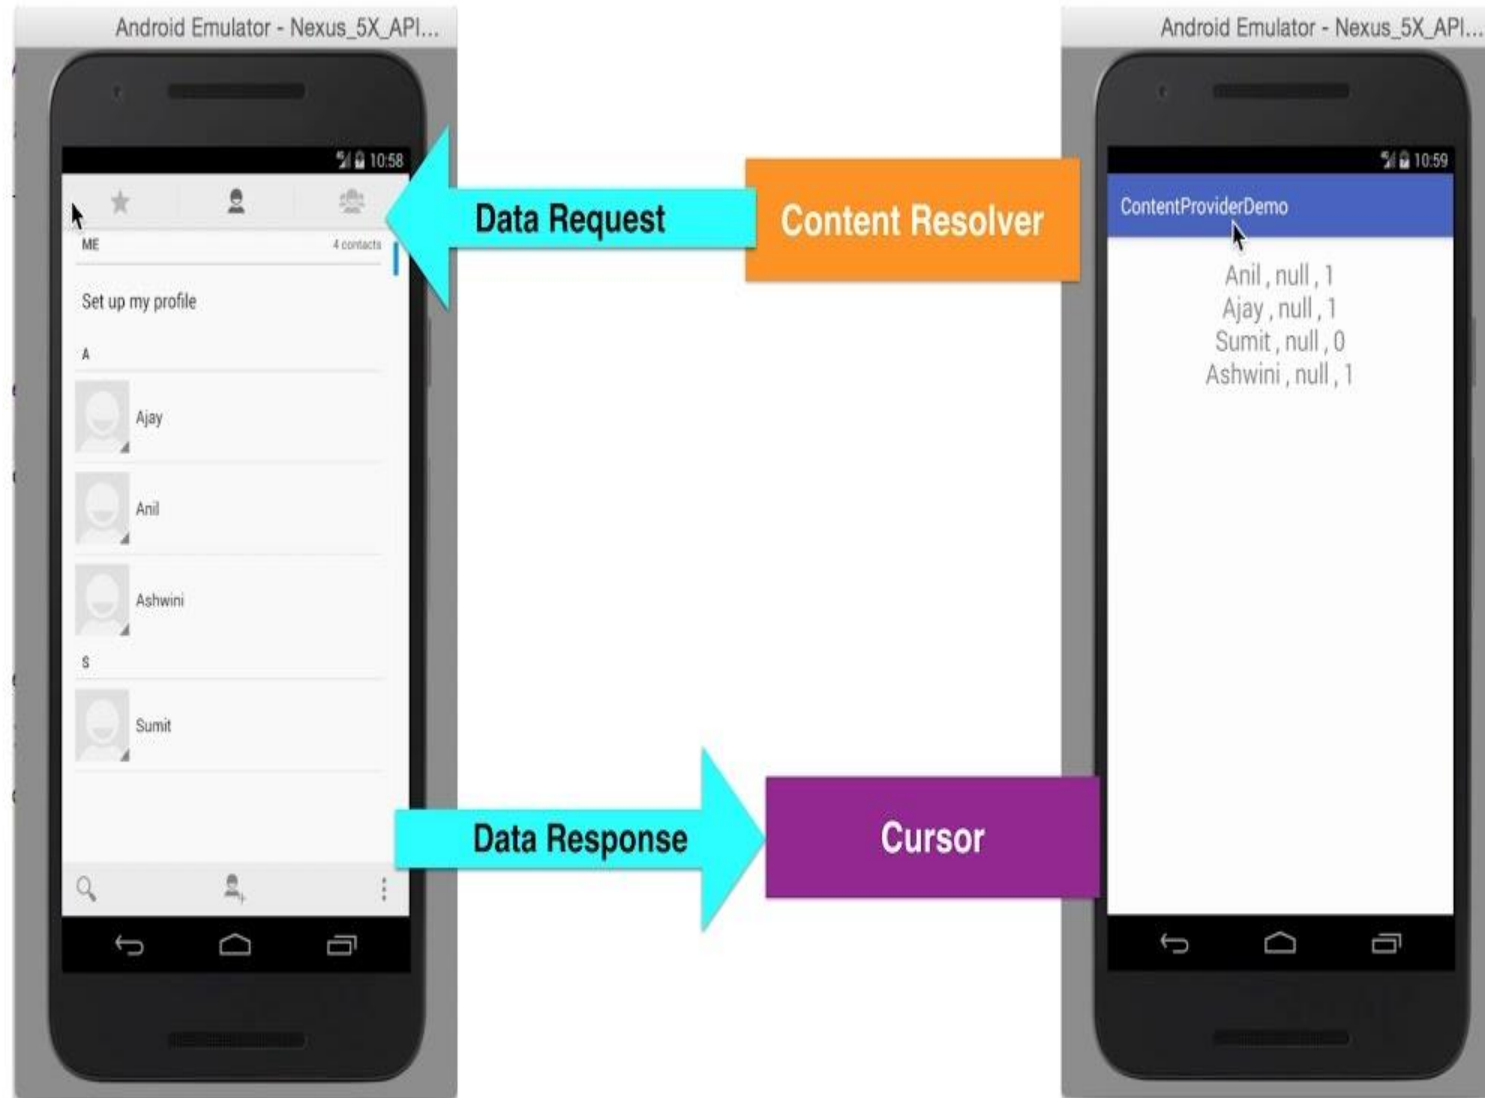 Android Emulator - Nexus_5X_API...
10:58
ME 4 contacts
Set up my profile
A
Ajay
Anil
Ashwini
S
Sumit
Data Request
Content Resolver
Data Response
Cursor
Android Emulator - Nexus_5X_API...
10:59
ContentProviderDemo
Anil , null , 1
Ajay , null , 1
Sumit , null , 0
Ashwini , null , 1